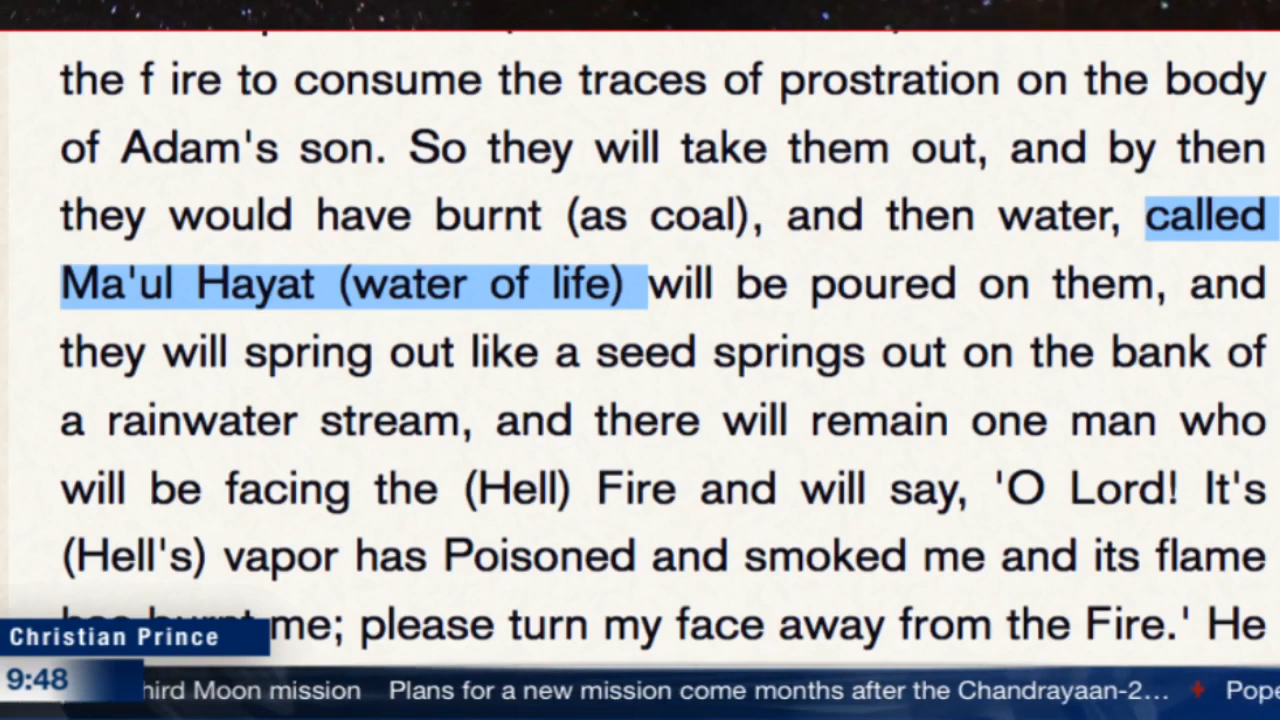 the f ire to consume the traces of prostration on the body
of Adam's son. So they will take them out, and by then
they would have burnt (as coal), and then water, called
Ma'ul Hayat (water of life) will be poured on them, and
they will spring out like a seed springs out on the bank of
a rainwater stream, and there will remain one man who
will be facing the (Hell) Fire and will say, 'O Lord! It's
(Hell's) vapor has Poisoned and smoked me and its flame
has burnt me; please turn my face away from the Fire.' He
Christian Prince
9:48
hird Moon mission Plans for a new mission come months after the Chandrayaan-2... Pope